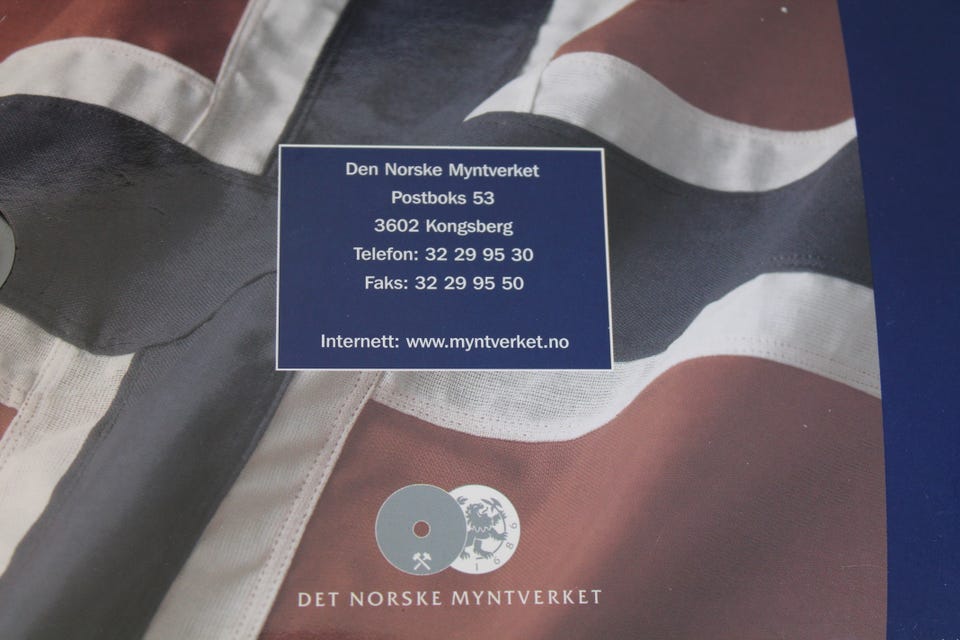 Den Norske Myntverket
Postboks 53
3602 Kongsberg
Telefon: 32 29 95 30
Faks: 32 29 95 50
Internett: www.myntverket.no
1686
DET NORSKE MYNTVERKET